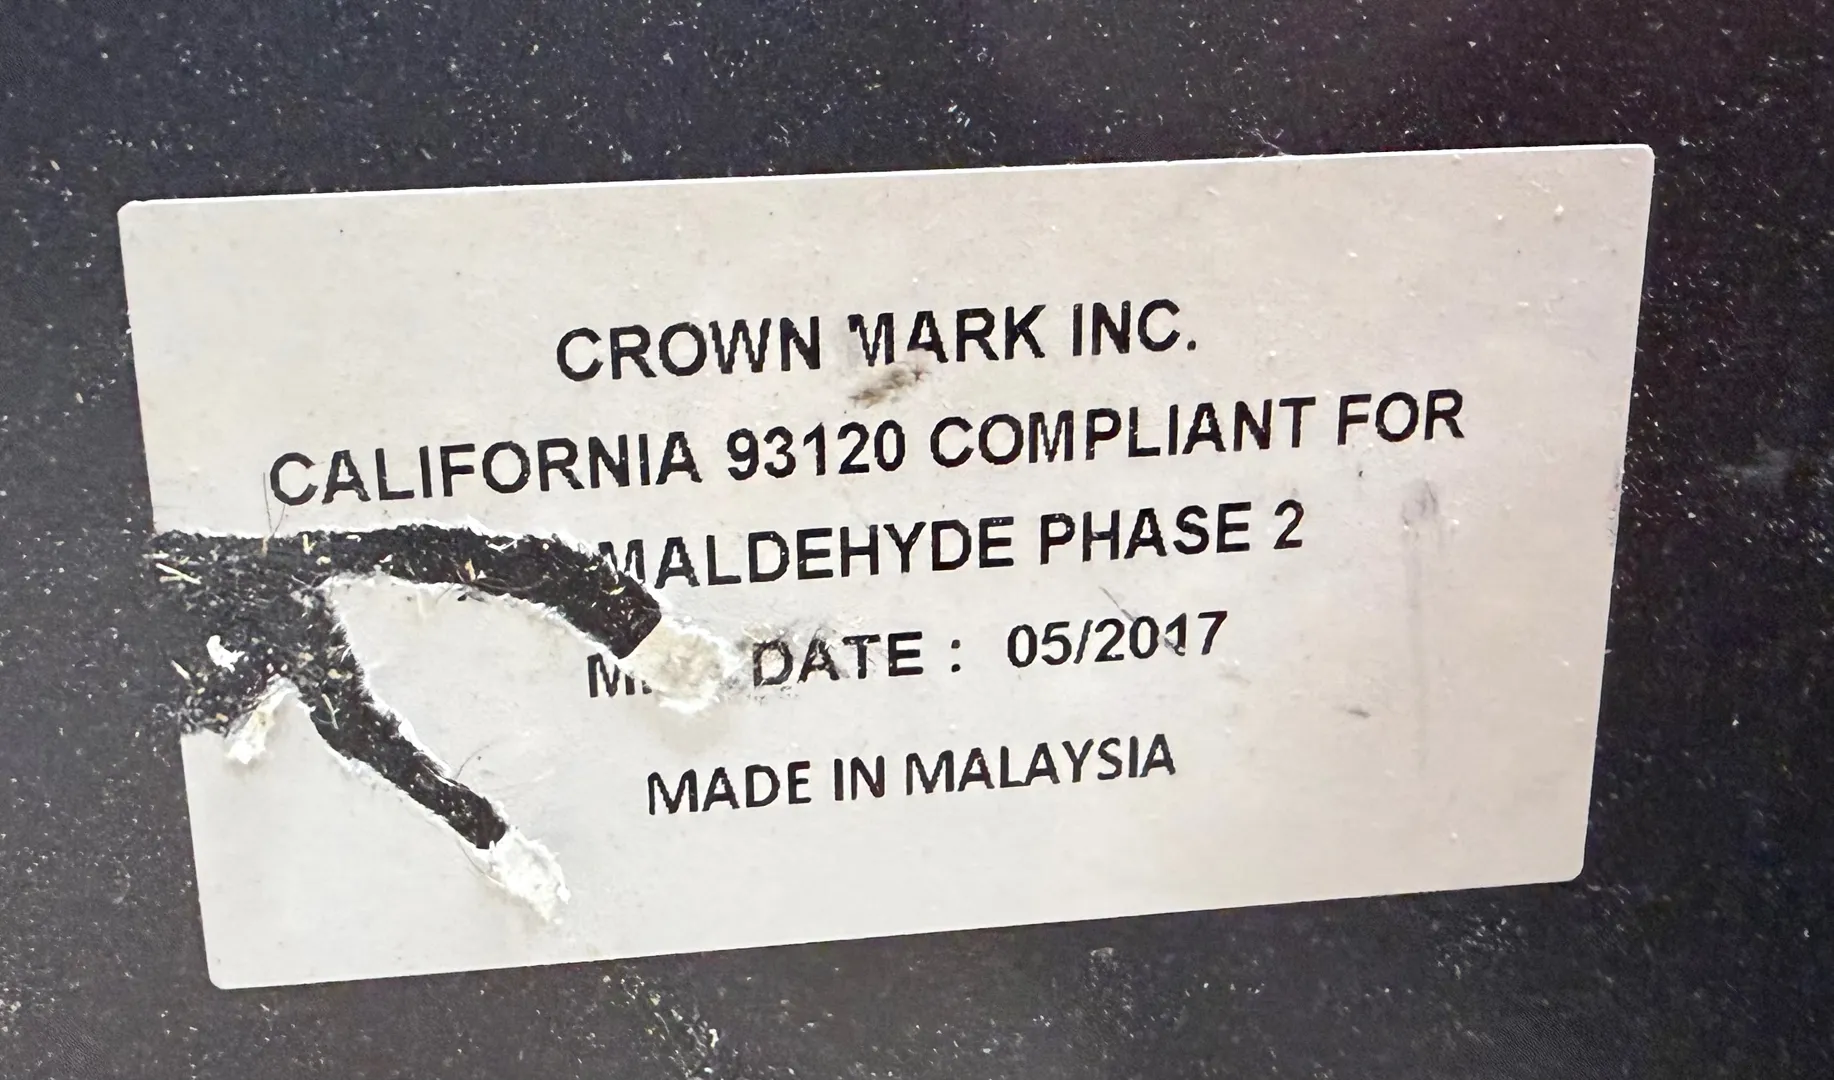 CROWN MARK INC.
CALIFORNIA 93120 COMPLIANT FOR
MALDEHYDE PHASE 2
DATE : 05/2017
MADE IN MALAYSIA